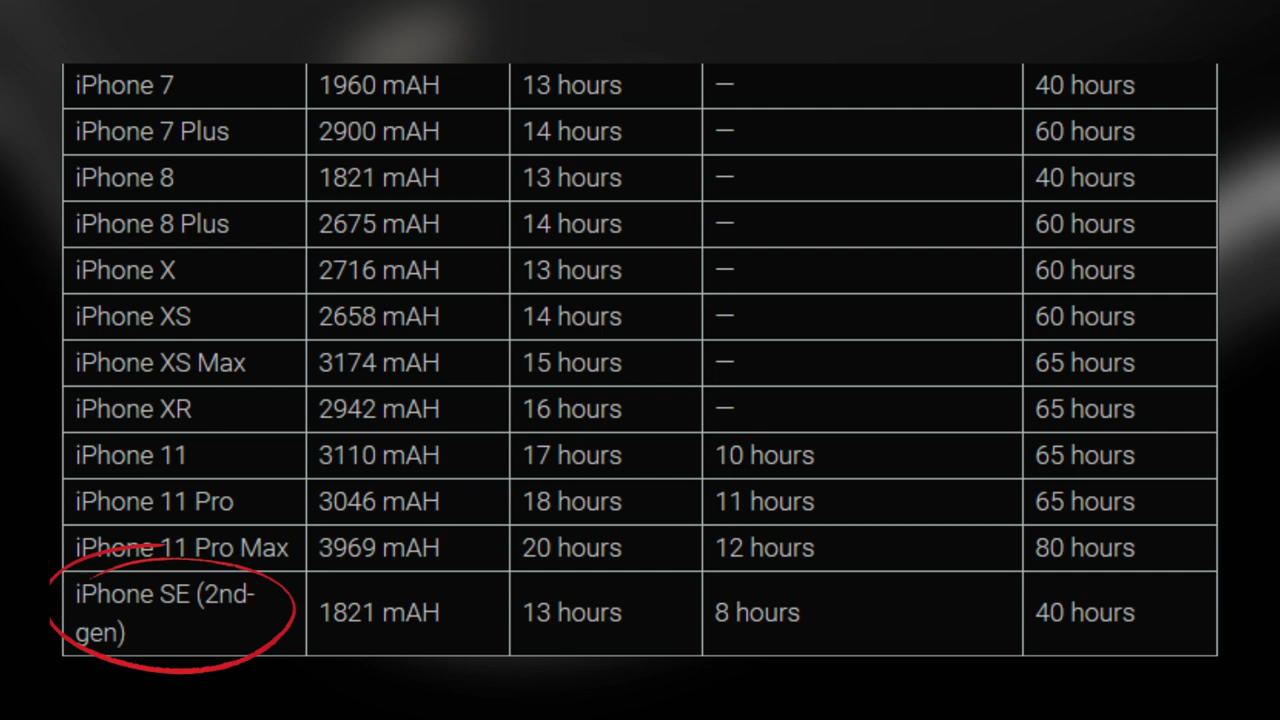 iPhone 7 1960 mAH 13 hours — 40 hours
iPhone 7 Plus 2900 mAH 14 hours — 60 hours
iPhone 8 1821 mAH 13 hours — 40 hours
iPhone 8 Plus 2675 mAH 14 hours — 60 hours
iPhone X 2716 mAH 13 hours — 60 hours
iPhone XS 2658 mAH 14 hours — 60 hours
iPhone XS Max 3174 mAH 15 hours — 65 hours
iPhone XR 2942 mAH 16 hours — 65 hours
iPhone 11 3110 mAH 17 hours 10 hours 65 hours
iPhone 11 Pro 3046 mAH 18 hours 11 hours 65 hours
iPhone 11 Pro Max 3969 mAH 20 hours 12 hours 80 hours
iPhone SE (2nd-
gen) 1821 mAH 13 hours 8 hours 40 hours